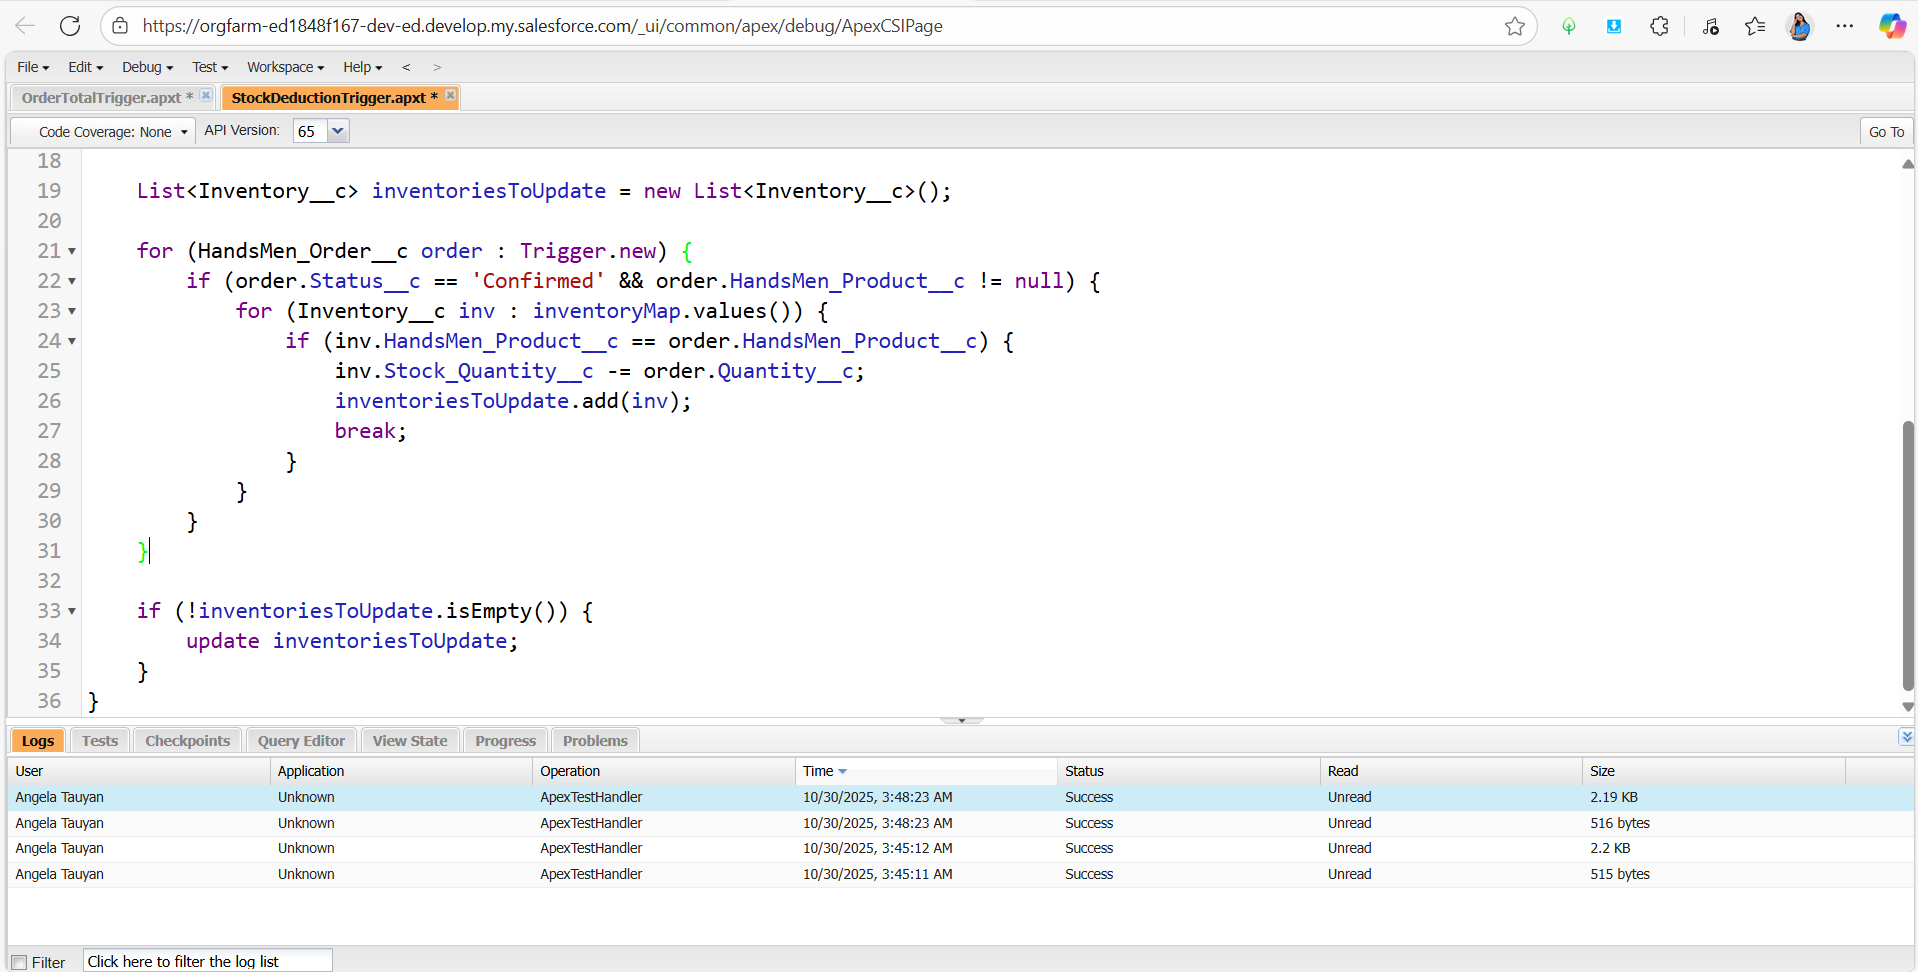 https://orgfarm-ed1848f167-dev-ed.develop.my.salesforce.com/_ui/common/apex/debug/ApexCSIPage
File Edit Debug Test Workspace Help < >
OrderTotalTrigger.apxt * StockDeductionTrigger.apxt *
Code Coverage: None API Version: 65 Go To
18
19 List<Inventory__c> inventoriesToUpdate = new List<Inventory__c>();
20
21 for (HandsMen_Order__c order : Trigger.new) {
22 if (order.Status__c == 'Confirmed' && order.HandsMen_Product__c != null) {
23 for (Inventory__c inv : inventoryMap.values()) {
24 if (inv.HandsMen_Product__c == order.HandsMen_Product__c) {
25 inv.Stock_Quantity__c -= order.Quantity__c;
26 inventoriesToUpdate.add(inv);
27 break;
28 }
29 }
30 }
31 }
32
33 if (!inventoriesToUpdate.isEmpty()) {
34 update inventoriesToUpdate;
35 }
36 }
Logs Tests Checkpoints Query Editor View State Progress Problems
User Application Operation Time Status Read Size
Angela Tauyan Unknown ApexTestHandler 10/30/2025, 3:48:23 AM Success Unread 2.19 KB
Angela Tauyan Unknown ApexTestHandler 10/30/2025, 3:48:23 AM Success Unread 516 bytes
Angela Tauyan Unknown ApexTestHandler 10/30/2025, 3:45:12 AM Success Unread 2.2 KB
Angela Tauyan Unknown ApexTestHandler 10/30/2025, 3:45:11 AM Success Unread 515 bytes
Filter Click here to filter the log list